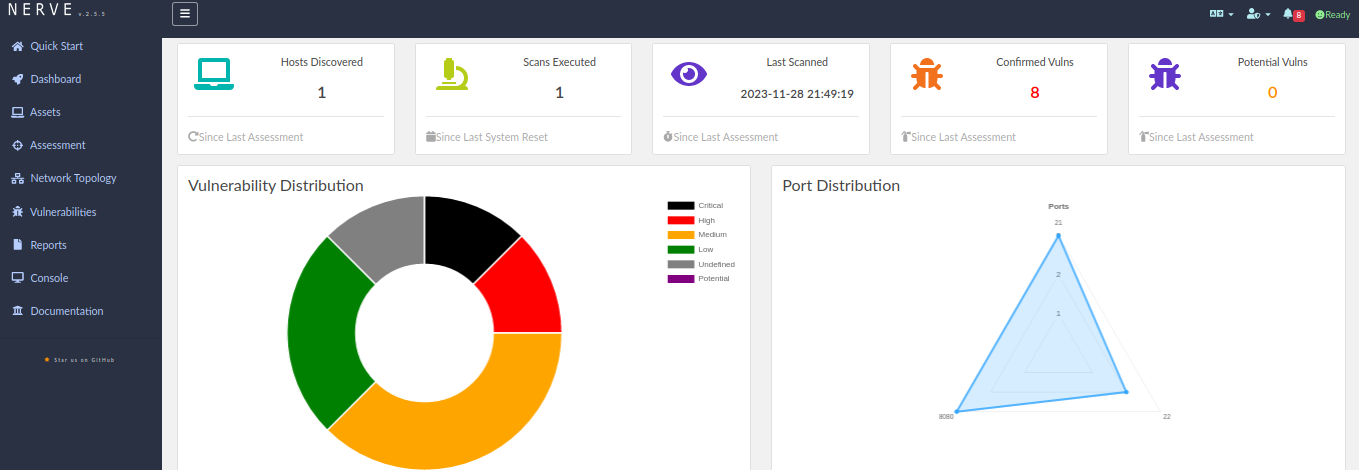 NERVE v.2.5.5
8 Ready
Quick Start
Dashboard
Assets
Assessment
Network Topology
Vulnerabilities
Reports
Console
Documentation
Star us on GitHub
Hosts Discovered
1
Since Last Assessment
Scans Executed
1
Since Last System Reset
Last Scanned
2023-11-28 21:49:19
Since Last Assessment
Confirmed Vulns
8
Since Last Assessment
Potential Vulns
0
Since Last Assessment
Vulnerability Distribution
Critical
High
Medium
Low
Undefined
Potential
Port Distribution
Ports
21
2
1
8080
22